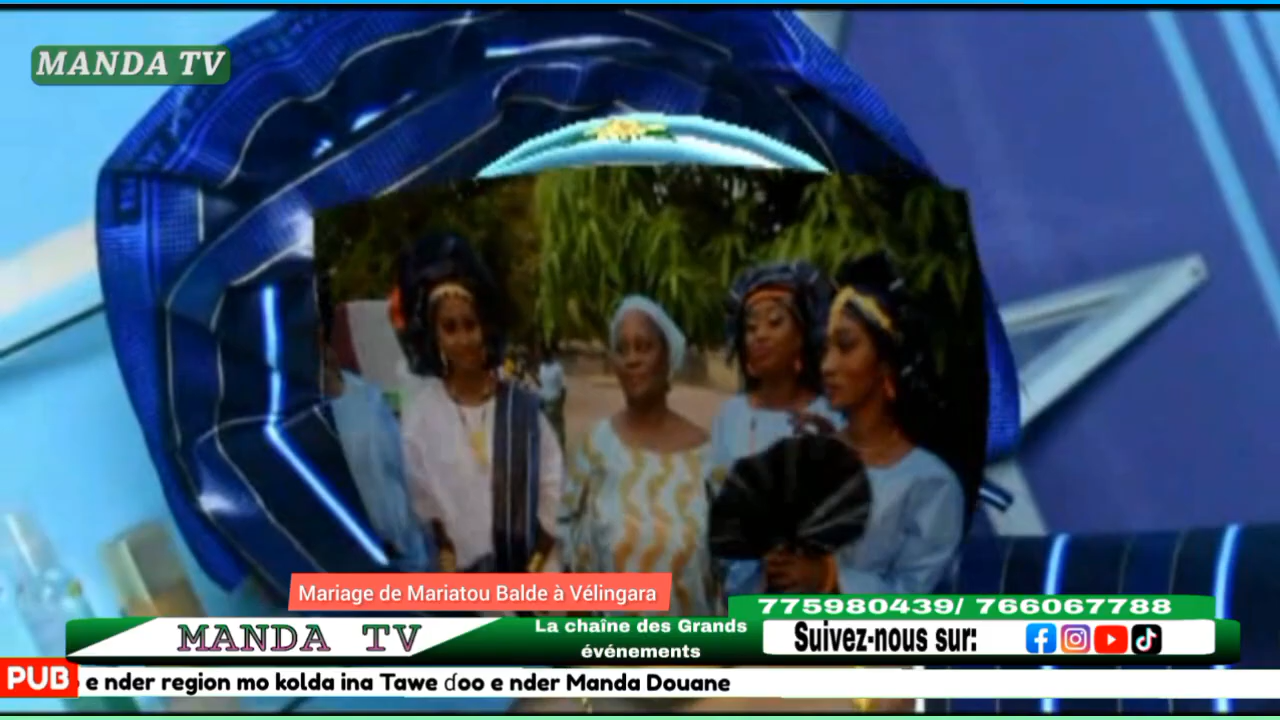 MANDA TV
Mariage de Mariatou Balde à Vélingara
775980439/ 766067788
MANDA TV
La chaîne des Grands
événements
Suivez-nous sur:
PUB
e nder region mo kolda ina Tawe ɗoo e nder Manda Douane